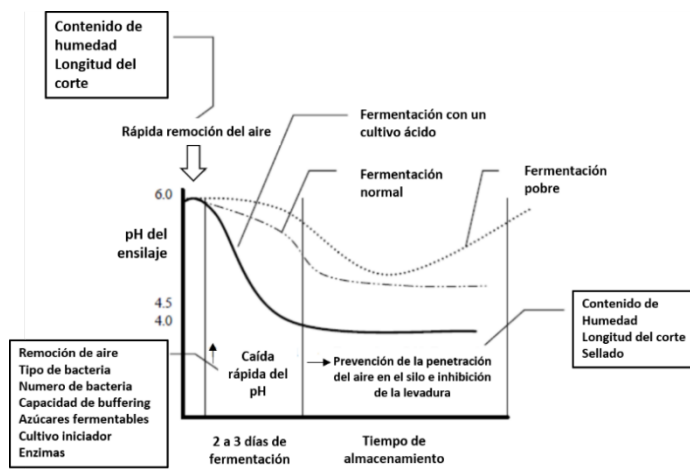 Contenido de
humedad
Longitud del
corte
Rápida remoción del aire
Fermentación con un
cultivo ácido
Fermentación
normal
Fermentación
pobre
6.0
pH del
ensilaje
4.5
4.0
Contenido de
Humedad
Longitud del corte
Sellado
Remoción de aire
Tipo de bacteria
Numero de bacteria
Capacidad de buffering
Azúcares fermentables
Cultivo iniciador
Enzimas
Caída
rápida del
pH
Prevención de la penetración
del aire en el silo e inhibición
de la levadura
2 a 3 días de
fermentación
Tiempo de
almacenamiento